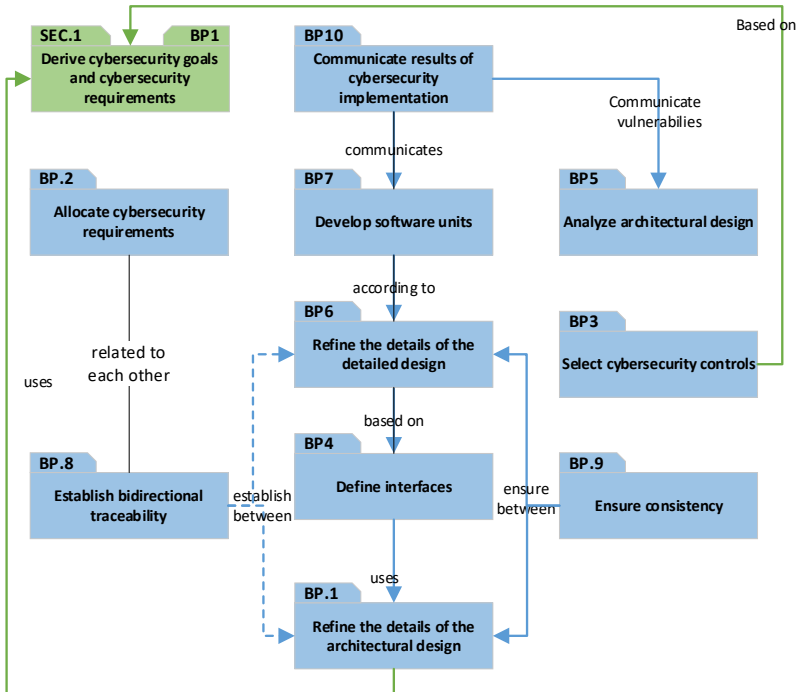 Based on
SEC.1
BP1
Derive cybersecurity goals
and cybersecurity
requirements
BP10
Communicate results of
cybersecurity
implementation
Communicate
vulnerabilies
communicates
BP.2
Allocate cybersecurity
requirements
BP7
Develop software units
BP5
Analyze architectural design
according to
BP6
Refine the details of the
detailed design
BP3
Select cybersecurity controls
related to
each other
uses
based on
BP.8
Establish bidirectional
traceability
establish
between
BP4
Define interfaces
ensure
between
BP.9
Ensure consistency
uses
BP.1
Refine the details of the
architectural design